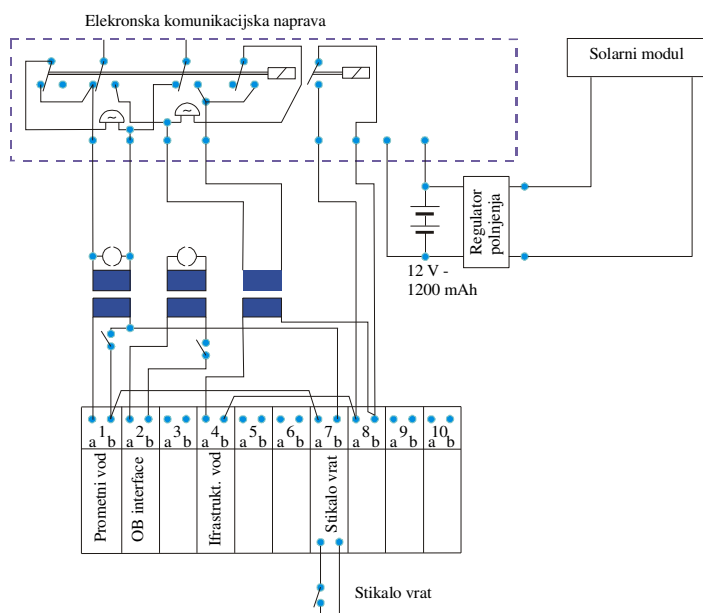 Elekronska komunikacijska naprava
Solarni modul
Regulator
polnjenja
12 V -
1200 mAh
1 2 3 4 5 6 7 8 9 10
a b a b a b a b a b a b a b a b a b a b
Prometni vod
OB interface
Ifrastrukt. vod
Stikalo vrat
Stikalo vrat